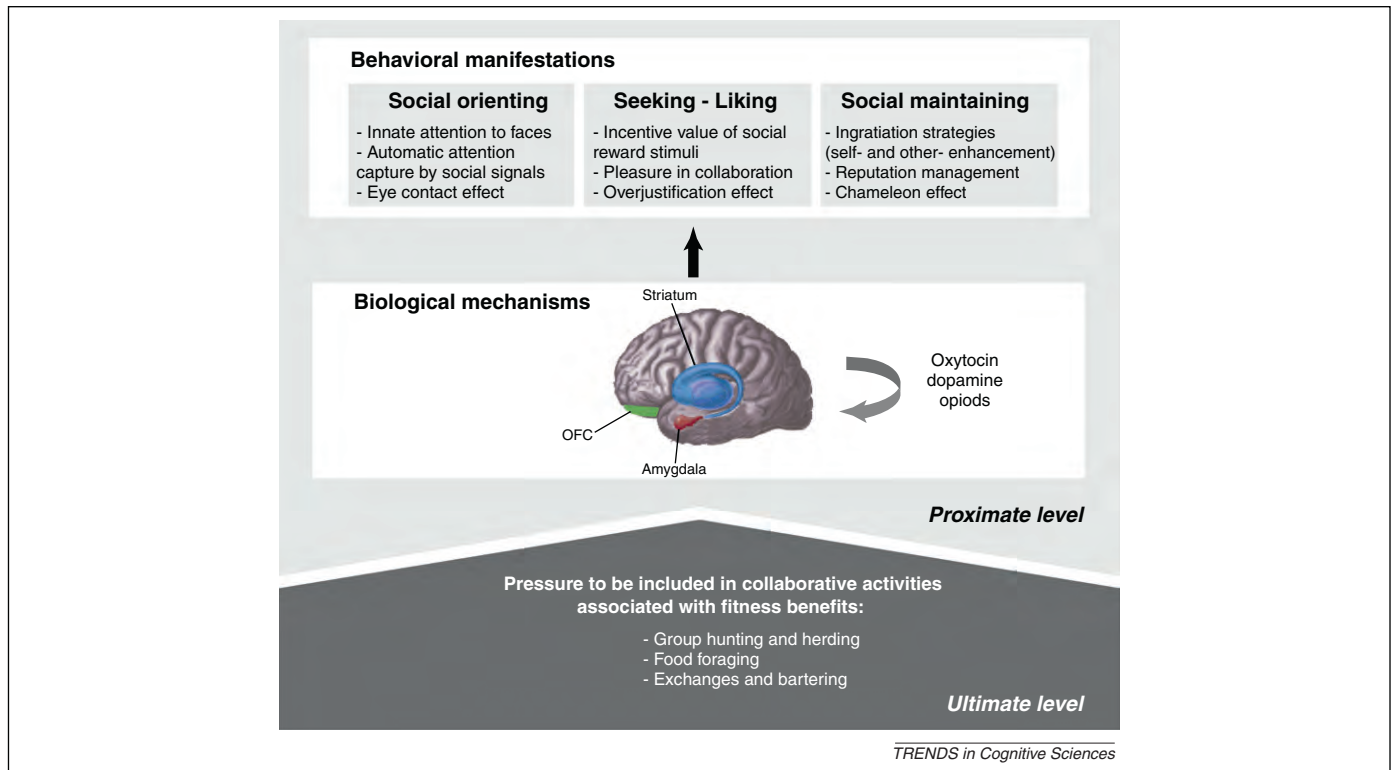 Behavioral manifestations
Social orienting
- Innate attention to faces
- Automatic attention
capture by social signals
- Eye contact effect
Seeking - Liking
- Incentive value of social
reward stimuli
- Pleasure in collaboration
- Overjustification effect
Social maintaining
- Ingratiation strategies
(self- and other- enhancement)
- Reputation management
- Chameleon effect
Biological mechanisms
Striatum
OFC
Amygdala
Oxytocin
dopamine
opiods
Proximate level
Pressure to be included in collaborative activities
associated with fitness benefits:
- Group hunting and herding
- Food foraging
- Exchanges and bartering
Ultimate level
TRENDS in Cognitive Sciences